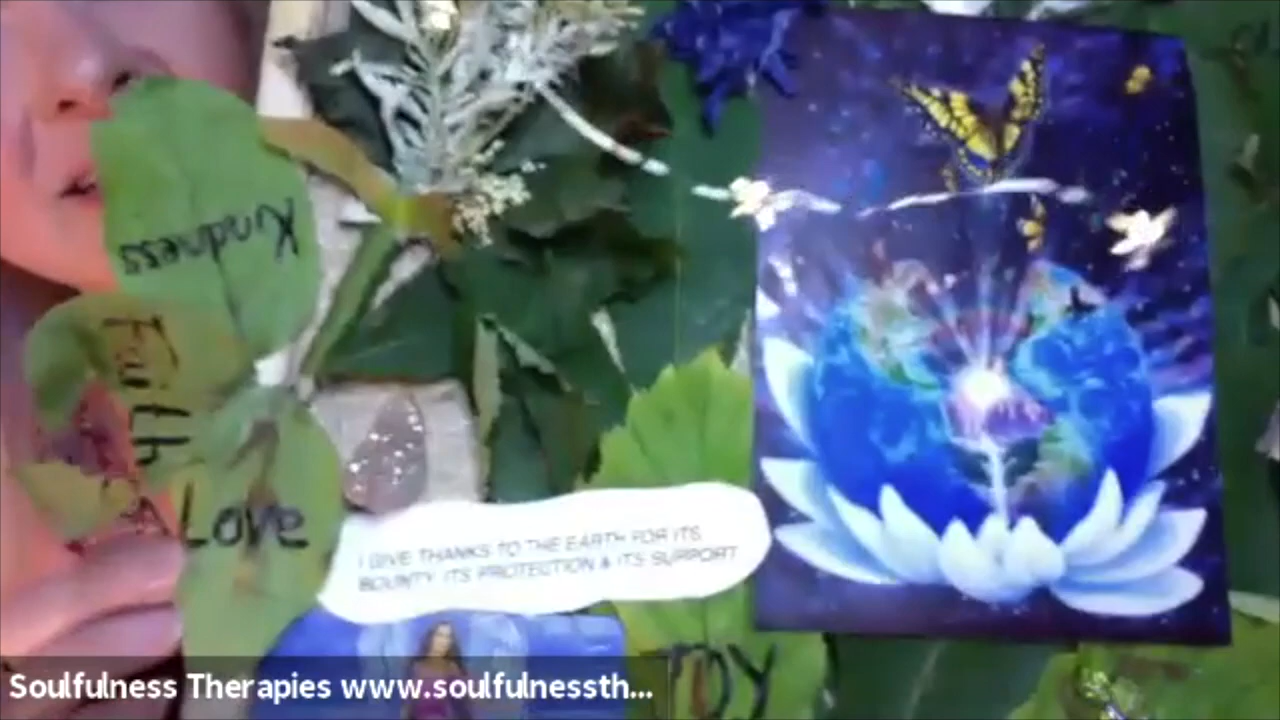 Kindness
Faith
Love
I GIVE THANKS TO THE EARTH FOR ITS
BOUNTY, ITS PROTECTION & ITS SUPPORT
JOY
Soulfulness Therapies www.soulfulnessth...